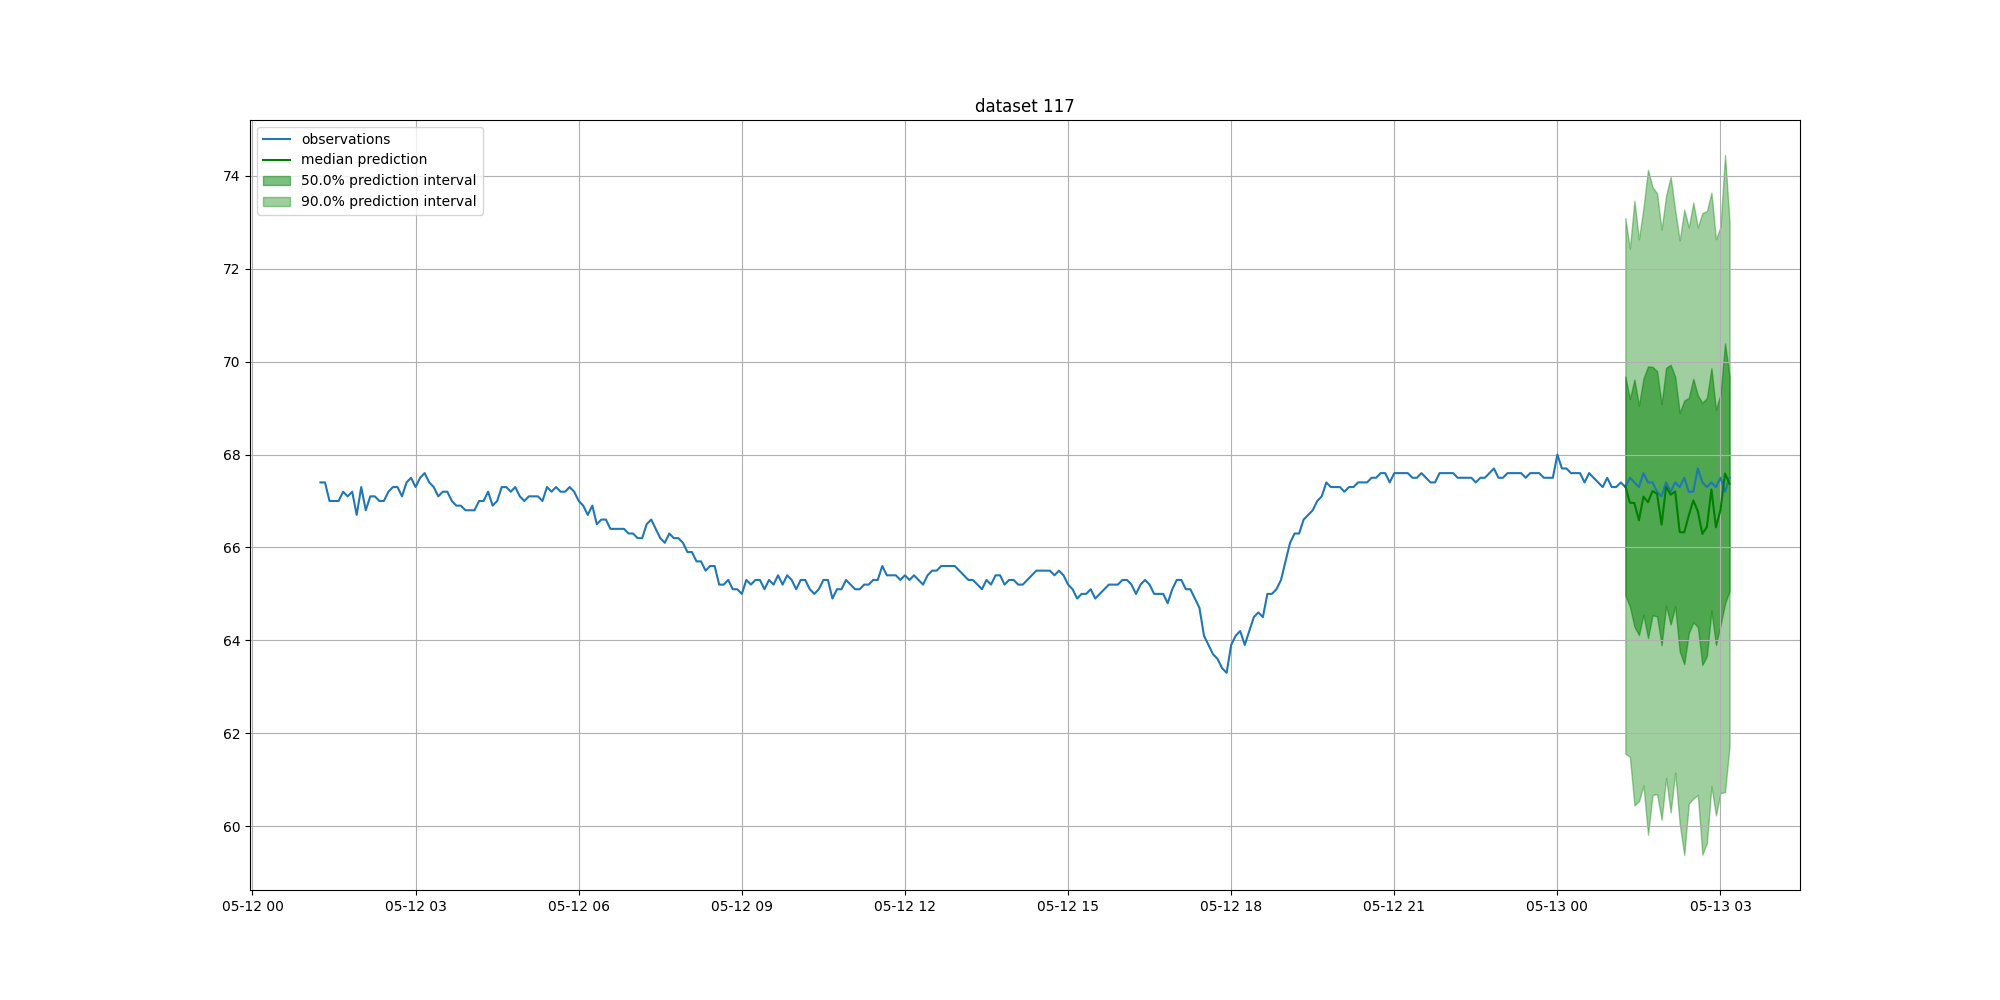 dataset 117
observations
median prediction
50.0% prediction interval
90.0% prediction interval
74
72
70
68
66
64
62
60
05-12 00 05-12 03 05-12 06 05-12 09 05-12 12 05-12 15 05-12 18 05-12 21 05-13 00 05-13 03